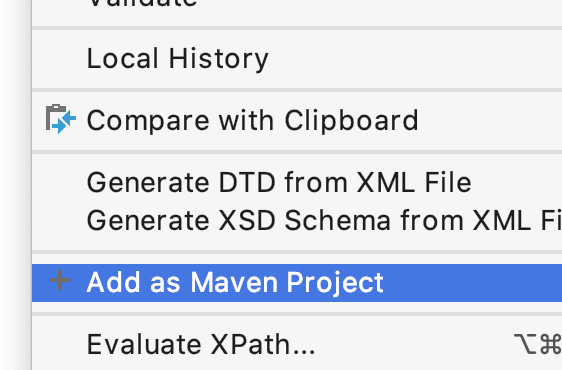 Validate
Local History
Compare with Clipboard
Generate DTD from XML File
Generate XSD Schema from XML Fi
Add as Maven Project
Evaluate XPath... ⌥⌘